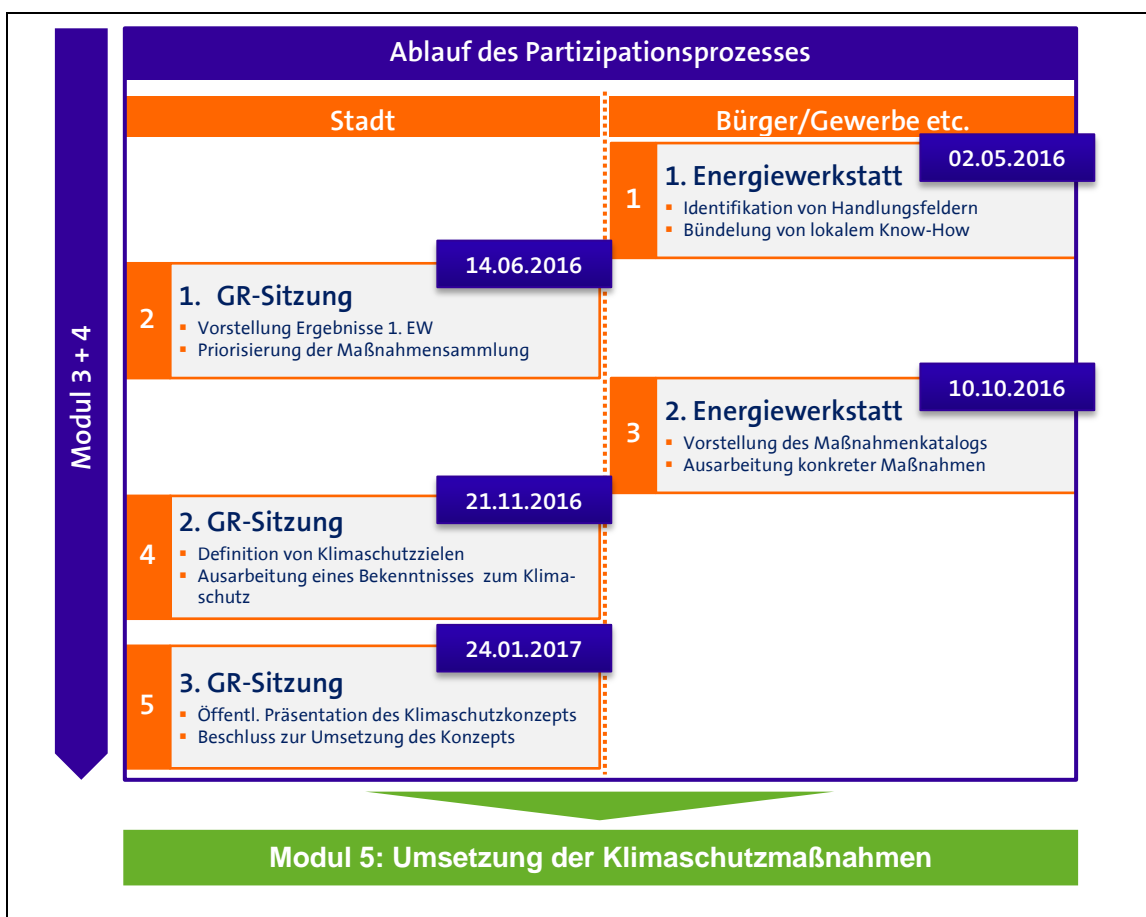 Ablauf des Partizipationsprozesses
Stadt
Bürger/Gewerbe etc.
Modul 3 + 4
02.05.2016
1
1. Energiewerkstatt
▪ Identifikation von Handlungsfeldern
▪ Bündelung von lokalem Know-How
14.06.2016
2
1. GR-Sitzung
▪ Vorstellung Ergebnisse 1. EW
▪ Priorisierung der Maßnahmensammlung
10.10.2016
3
2. Energiewerkstatt
▪ Vorstellung des Maßnahmenkatalogs
▪ Ausarbeitung konkreter Maßnahmen
21.11.2016
4
2. GR-Sitzung
▪ Definition von Klimaschutzzielen
▪ Ausarbeitung eines Bekenntnisses zum Klima-
schutz
24.01.2017
5
3. GR-Sitzung
▪ Öffentl. Präsentation des Klimaschutzkonzepts
▪ Beschluss zur Umsetzung des Konzepts
Modul 5: Umsetzung der Klimaschutzmaßnahmen